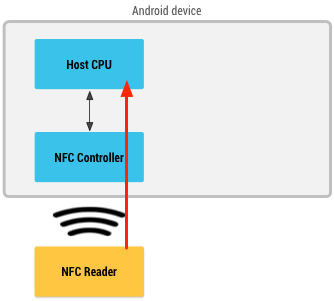 Android device
Host CPU
NFC Controller
NFC Reader